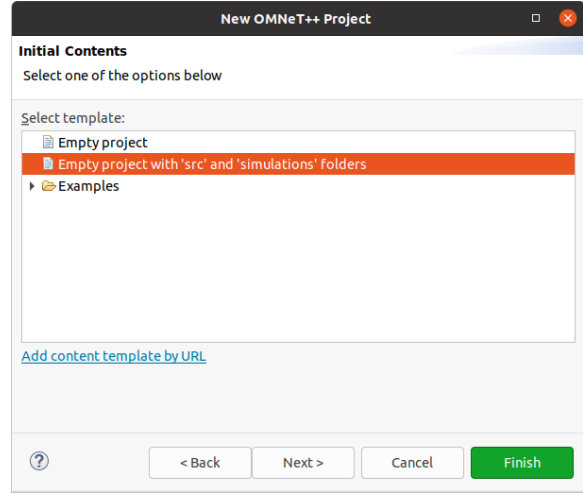 New OMNeT++ Project
Initial Contents
Select one of the options below
Select template:
Empty project
Empty project with 'src' and 'simulations' folders
Examples
Add content template by URL
?
< Back
Next >
Cancel
Finish